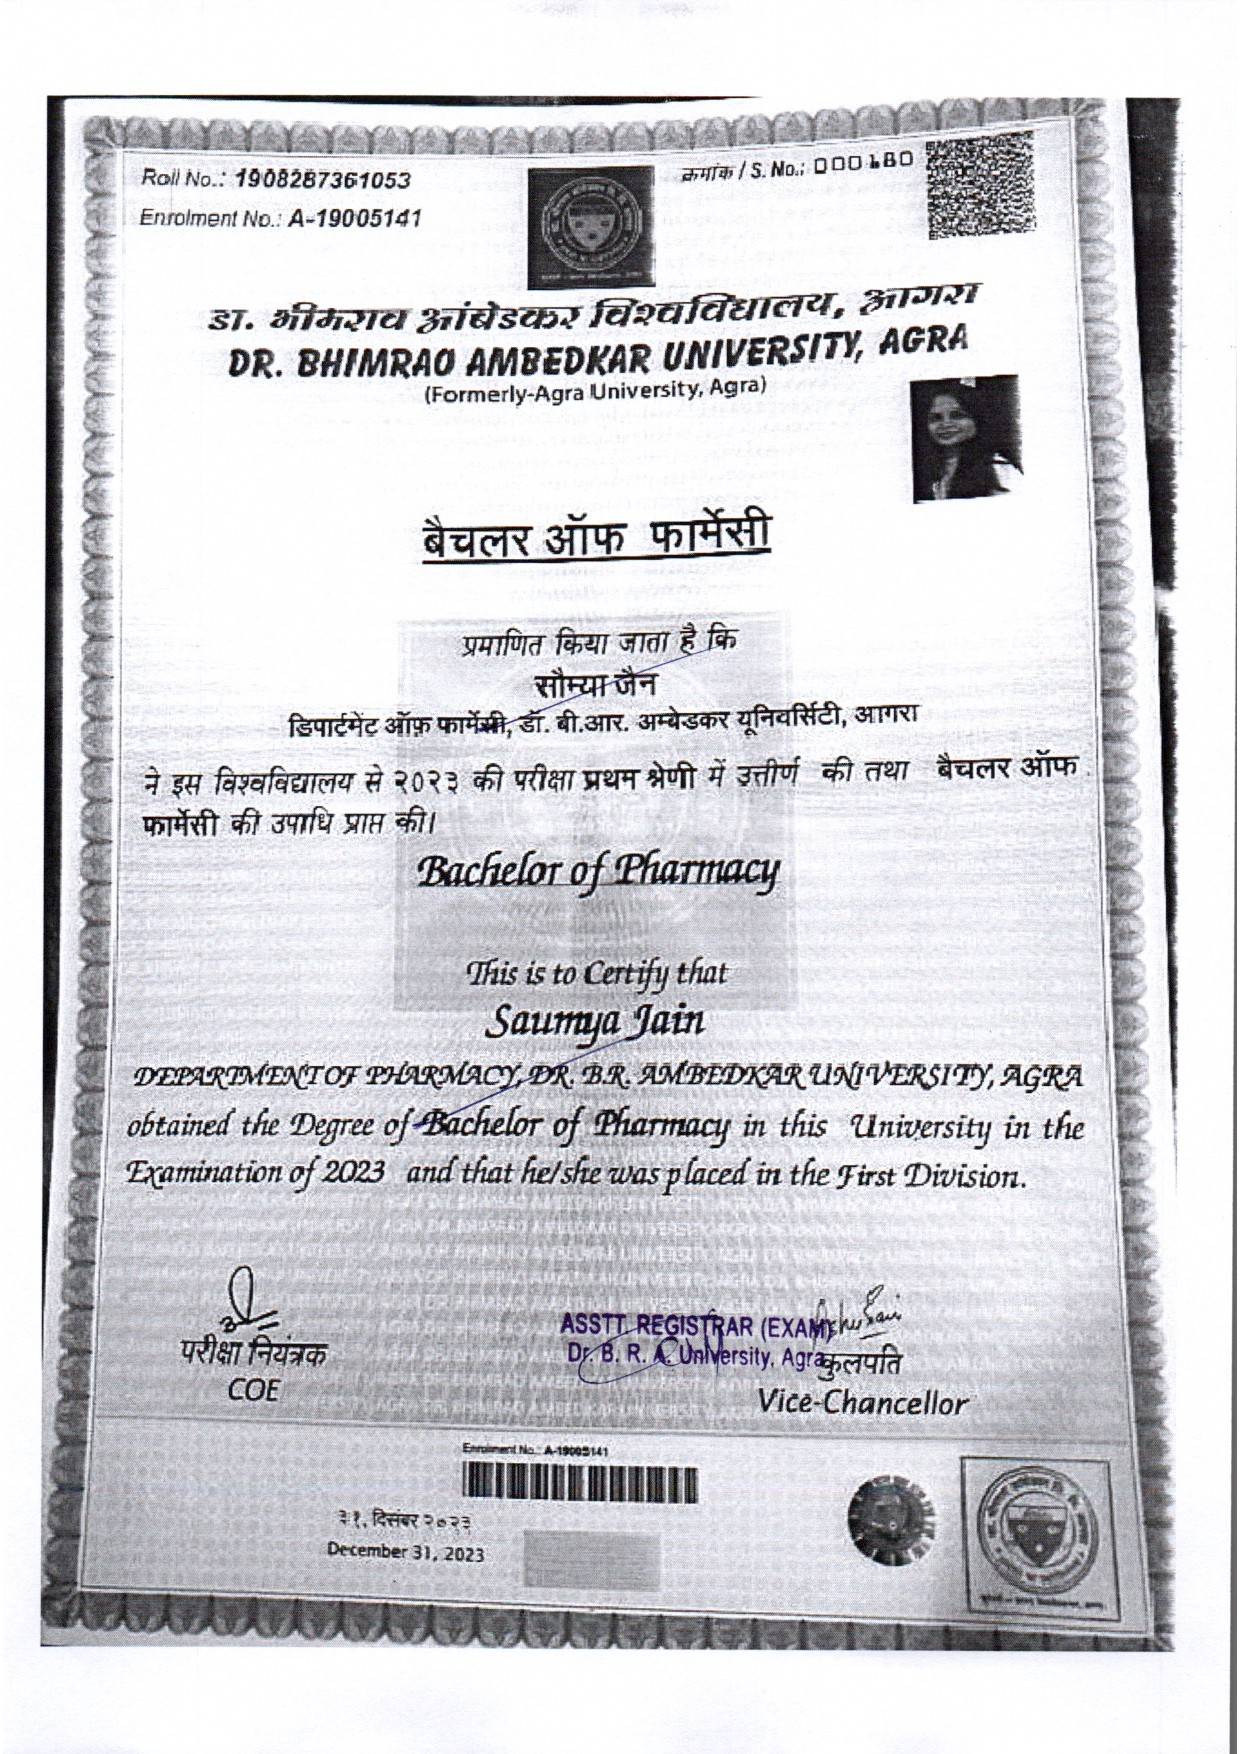 Roll No.: 1908287361053
क्रमांक / S. No.: 000180
Enrolment No.: A-19005141
डा. भीमराव आंबेडकर विश्वविद्यालय, आगरा
DR. BHIMRAO AMBEDKAR UNIVERSITY, AGRA
(Formerly-Agra University, Agra)
बैचलर ऑफ फार्मेसी
प्रमाणित किया जाता है कि
सौम्या जैन
डिपार्टमेंट ऑफ़ फार्मेसी, डॉ. बी.आर. अम्बेडकर यूनिवर्सिटी, आगरा
ने इस विश्वविद्यालय से २०२३ की परीक्षा प्रथम श्रेणी में उत्तीर्ण की तथा बैचलर ऑफ
फार्मेसी की उपाधि प्राप्त की।
Bachelor of Pharmacy
This is to Certify that
Saumya Jain
DEPARTMENT OF PHARMACY, DR. B.R. AMBEDKAR UNIVERSITY, AGRA
obtained the Degree of Bachelor of Pharmacy in this University in the
Examination of 2023 and that he/she was placed in the First Division.
ASSTT. REGISTRAR (EXAM)
Dr. B. R. A. University, Agra
परीक्षा नियंत्रक
COE
कुलपति
Vice-Chancellor
Enrolment No.: A-19005141
३१, दिसंबर २०२३
December 31, 2023